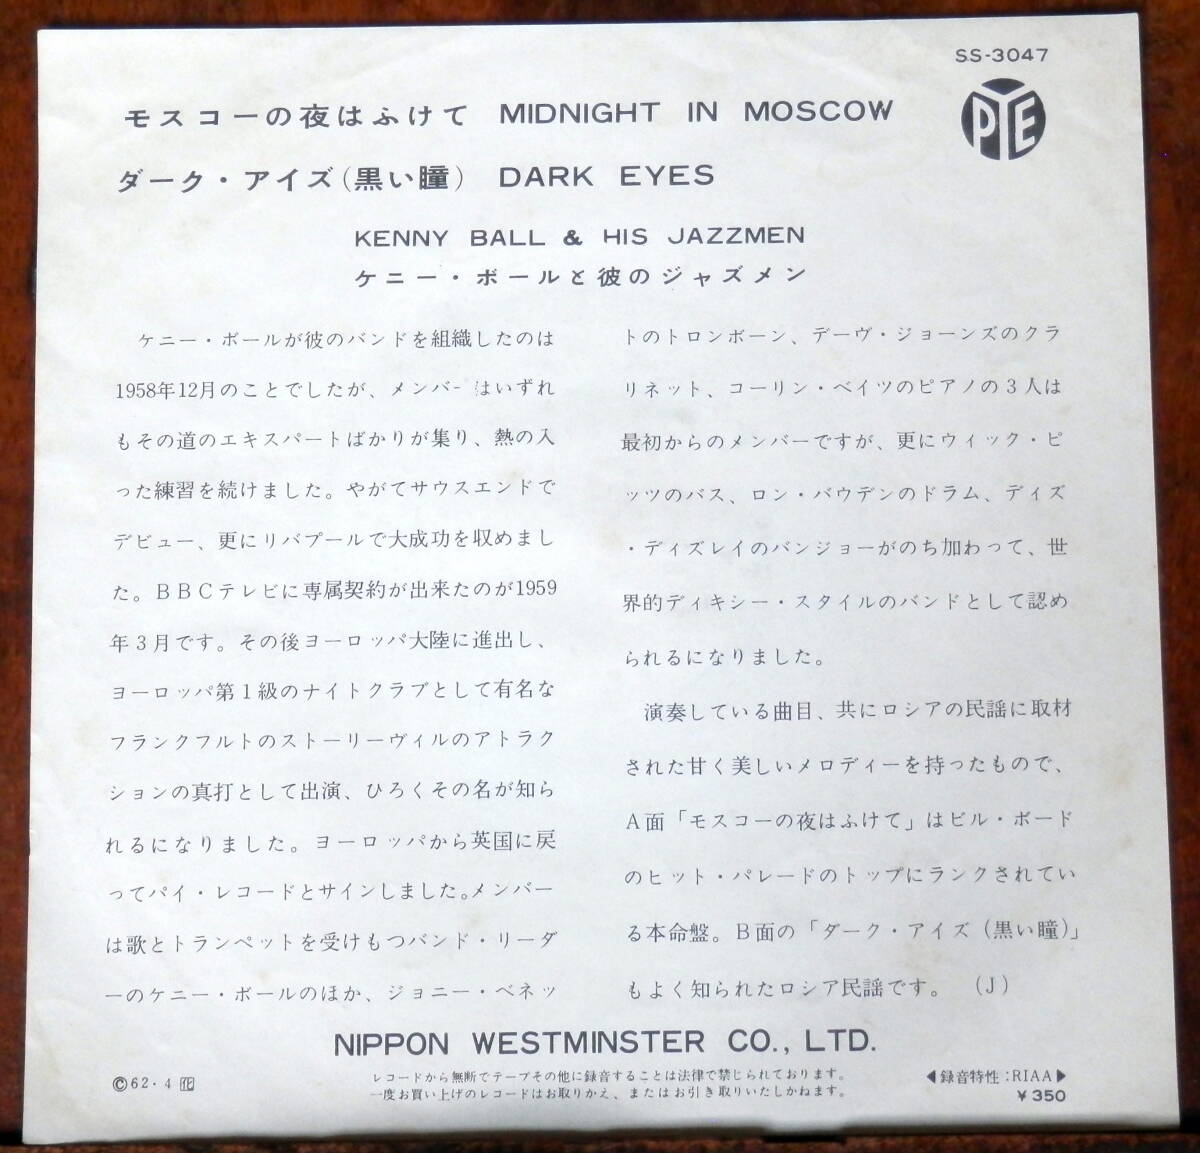 SS-3047
PYE
モスコーの夜はふけて MIDNIGHT IN MOSCOW
ダーク・アイズ(黒い瞳) DARK EYES
KENNY BALL & HIS JAZZMEN
ケニー・ボールと彼のジャズメン
ケニー・ボールが彼のバンドを組織したのは
1958年12月のことでしたが、メンバーはいずれ
もその道のエキスパートばかりが集り、熱の入
った練習を続けました。やがてサウスエンドで
デビュー、更にリバプールで大成功を収めまし
た。BBCテレビに専属契約が出来たのが1959
年3月です。その後ヨーロッパ大陸に進出し、
ヨーロッパ第1級のナイトクラブとして有名な
フランクフルトのストーリーヴィルのアトラク
ションの真打として出演、ひろくその名が知ら
れるになりました。ヨーロッパから英国に戻
ってパイ・レコードとサインしました。メンバー
は歌とトランペットを受けもつバンド・リーダ
ーのケニー・ボールのほか、ジョニー・ベネッ
トのトロンボーン、デーヴ・ジョーンズのクラ
リネット、コーリン・ベイツのピアノの3人は
最初からのメンバーですが、更にウィック・ピ
ッツのバス、ロン・バウデンのドラム、ディズ
・ディズレイのバンジョーがのち加わって、世
界的ディキシー・スタイルのバンドとして認め
られるになりました。
演奏している曲目、共にロシアの民謡に取材
された甘く美しいメロディーを持ったもので、
A面「モスコーの夜はふけて」はビル・ボード
のヒット・パレードのトップにランクされてい
る本命盤。B面の「ダーク・アイズ(黒い瞳)」
もよく知られたロシア民謡です。 (J)
NIPPON WESTMINSTER CO., LTD.
©62・4
レコードから無断でテープその他に録音することは法律で禁じられております。
一度お買い上げのレコードはお取りかえ、またはお引き取りいたしかねます。
◀録音特性:RIAA▶
¥350